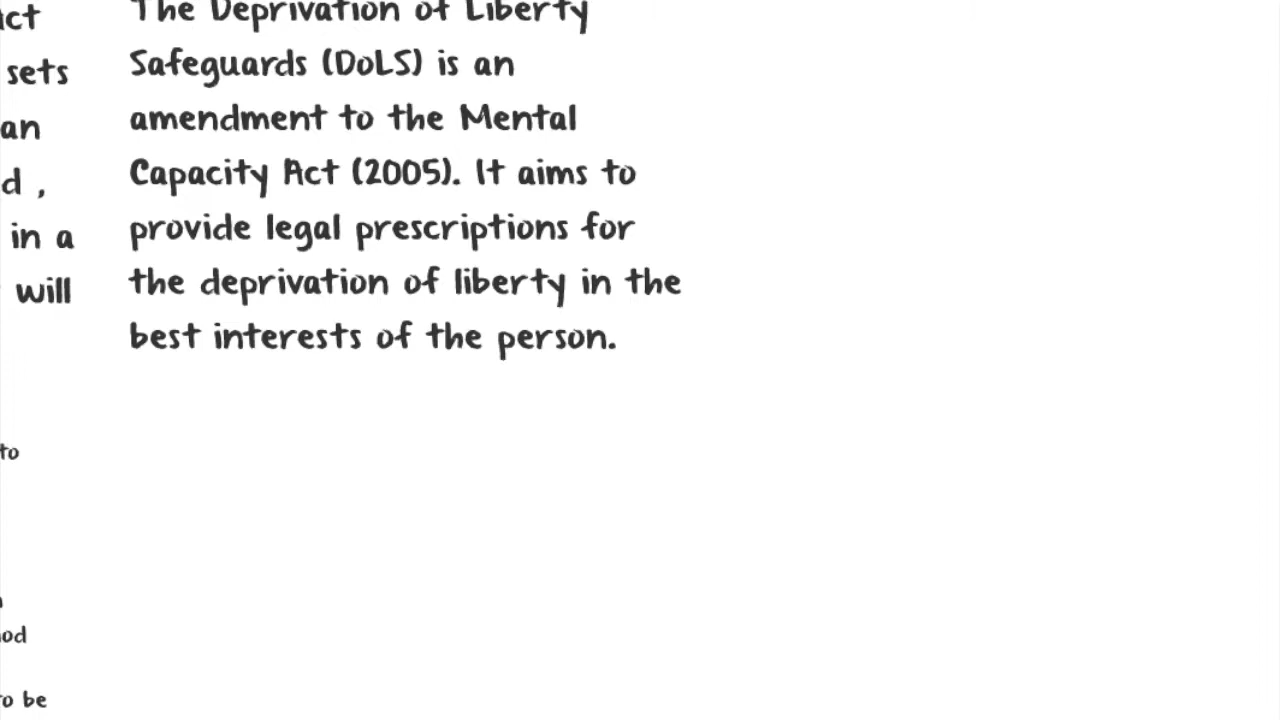 The Deprivation of Liberty
Safeguards (DoLS) is an
amendment to the Mental
Capacity Act (2005). It aims to
provide legal prescriptions for
the deprivation of liberty in the
best interests of the person.
sets
an
in a
will
to
to be